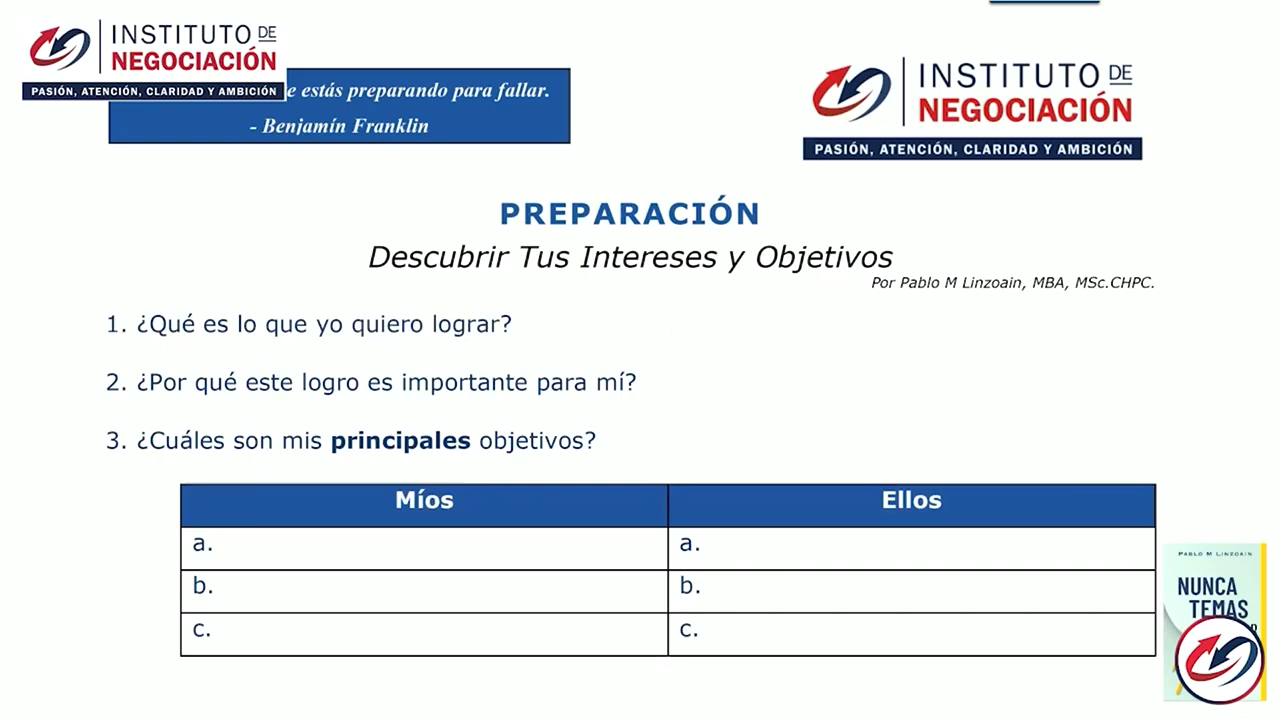 INSTITUTO DE
NEGOCIACIÓN
PASIÓN, ATENCIÓN, CLARIDAD Y AMBICIÓN
e estás preparando para fallar.
- Benjamín Franklin
INSTITUTO DE
NEGOCIACIÓN
PASIÓN, ATENCIÓN, CLARIDAD Y AMBICIÓN
PREPARACIÓN
Descubrir Tus Intereses y Objetivos
Por Pablo M Linzoain, MBA, MSc.CHPC.
1. ¿Qué es lo que yo quiero lograr?
2. ¿Por qué este logro es importante para mí?
3. ¿Cuáles son mis principales objetivos?
Míos Ellos
a. a.
b. b.
c. c.
PABLO M LINZOAIN
NUNCA
TEMAS